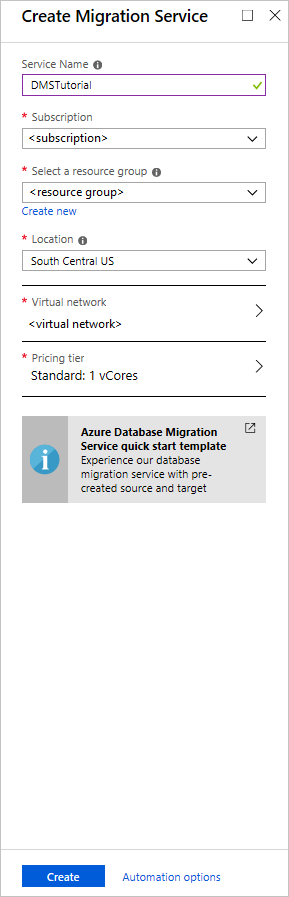 Create Migration Service
Service Name
DMSTutorial
* Subscription
<subscription>
* Select a resource group
<resource group>
Create new
* Location
South Central US
* Virtual network
<virtual network>
* Pricing tier
Standard: 1 vCores
Azure Database Migration
Service quick start template
Experience our database
migration service with pre-
created source and target
Create Automation options